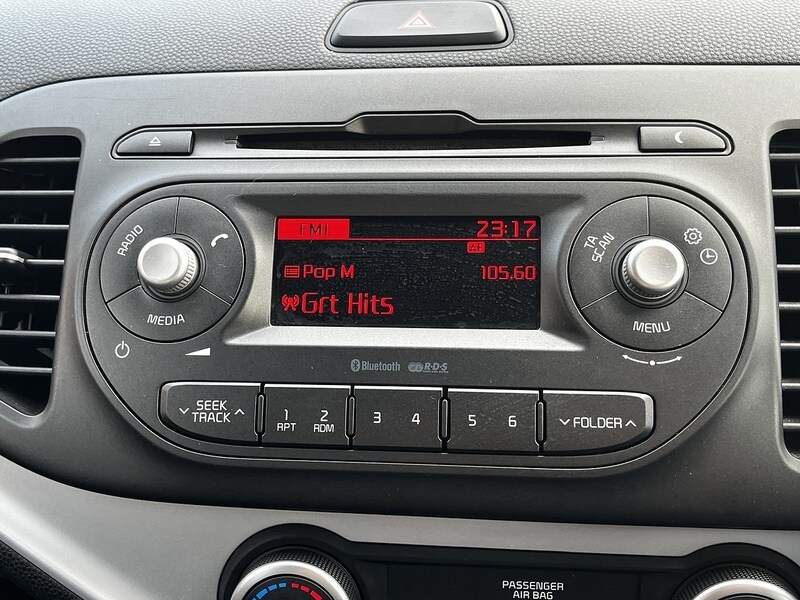 RADIO
MEDIA
FM1 23:17
AF
Pop M 105.60
Grt Hits
TA
SCAN
MENU
Bluetooth R·D·S
SEEK
TRACK
1 2 3 4 5 6
RPT RDM
FOLDER
PASSENGER
AIR BAG